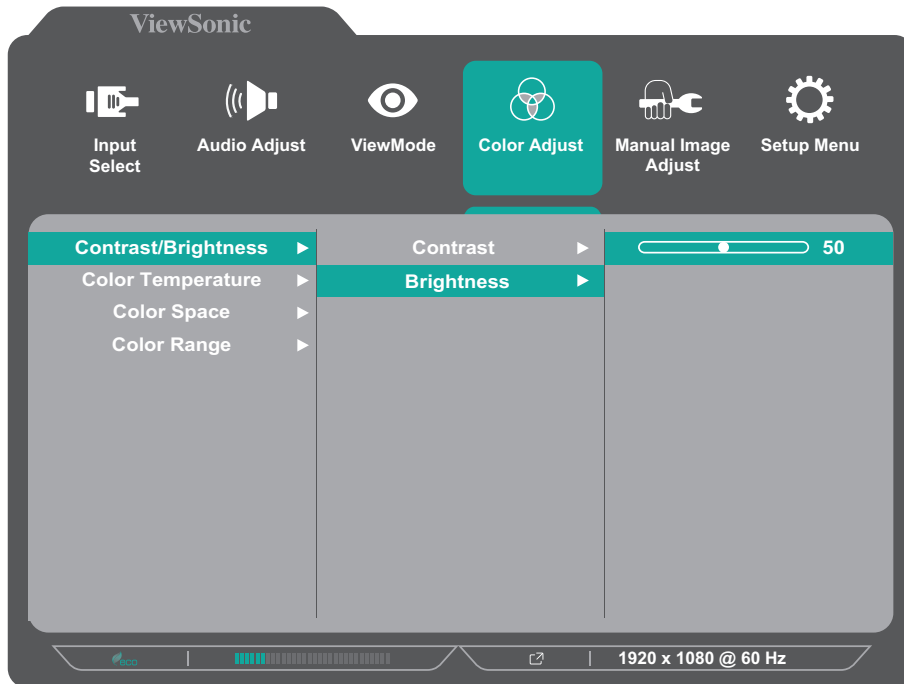 ViewSonic
Input
Select
Audio Adjust
ViewMode
Color Adjust
Manual Image
Adjust
Setup Menu
Contrast/Brightness
Contrast
50
Color Temperature
Brightness
Color Space
Color Range
eco
1920 x 1080 @ 60 Hz